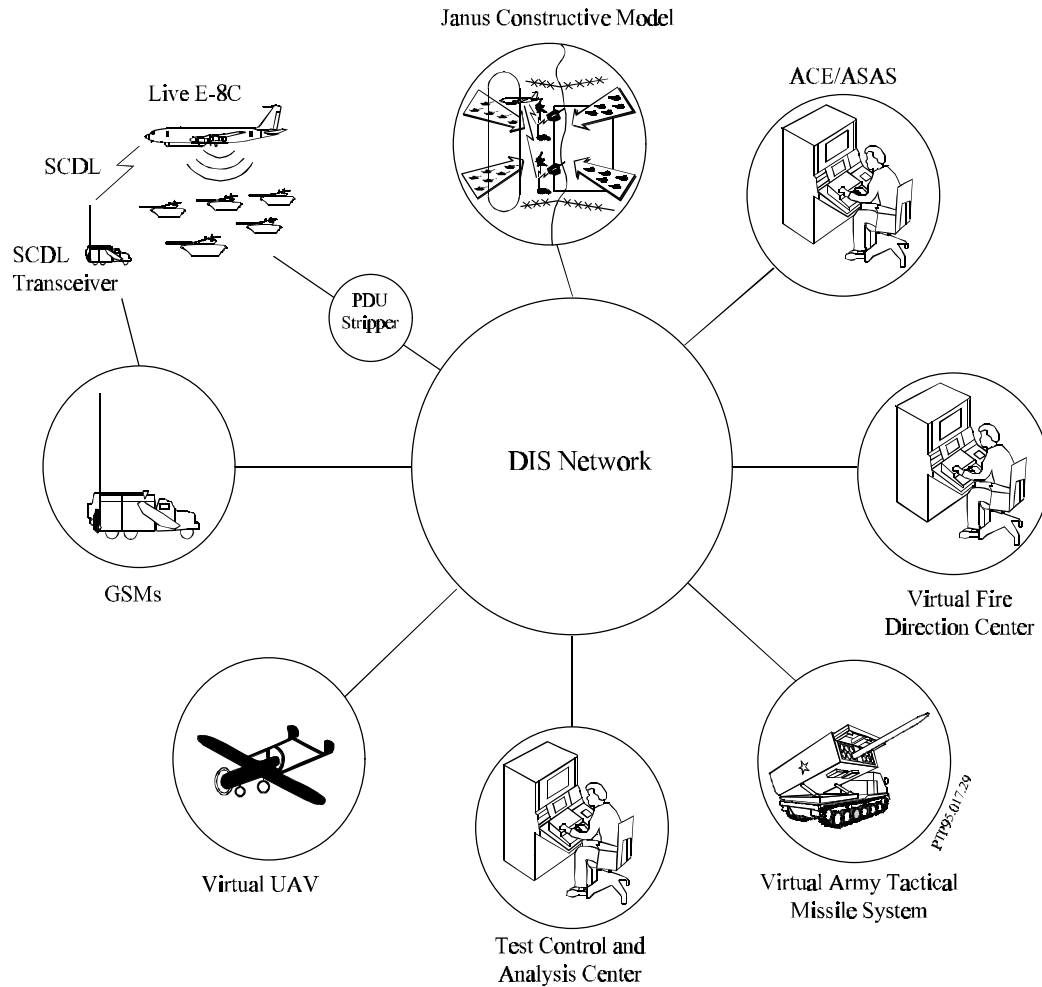 Janus Constructive Model
ACE/ASAS
Live E-8C
SCDL
SCDL
Transceiver
PDU
Stripper
DIS Network
GSMs
Virtual Fire
Direction Center
Virtual UAV
Test Control and
Analysis Center
Virtual Army Tactical
Missile System
PTP95.017.29